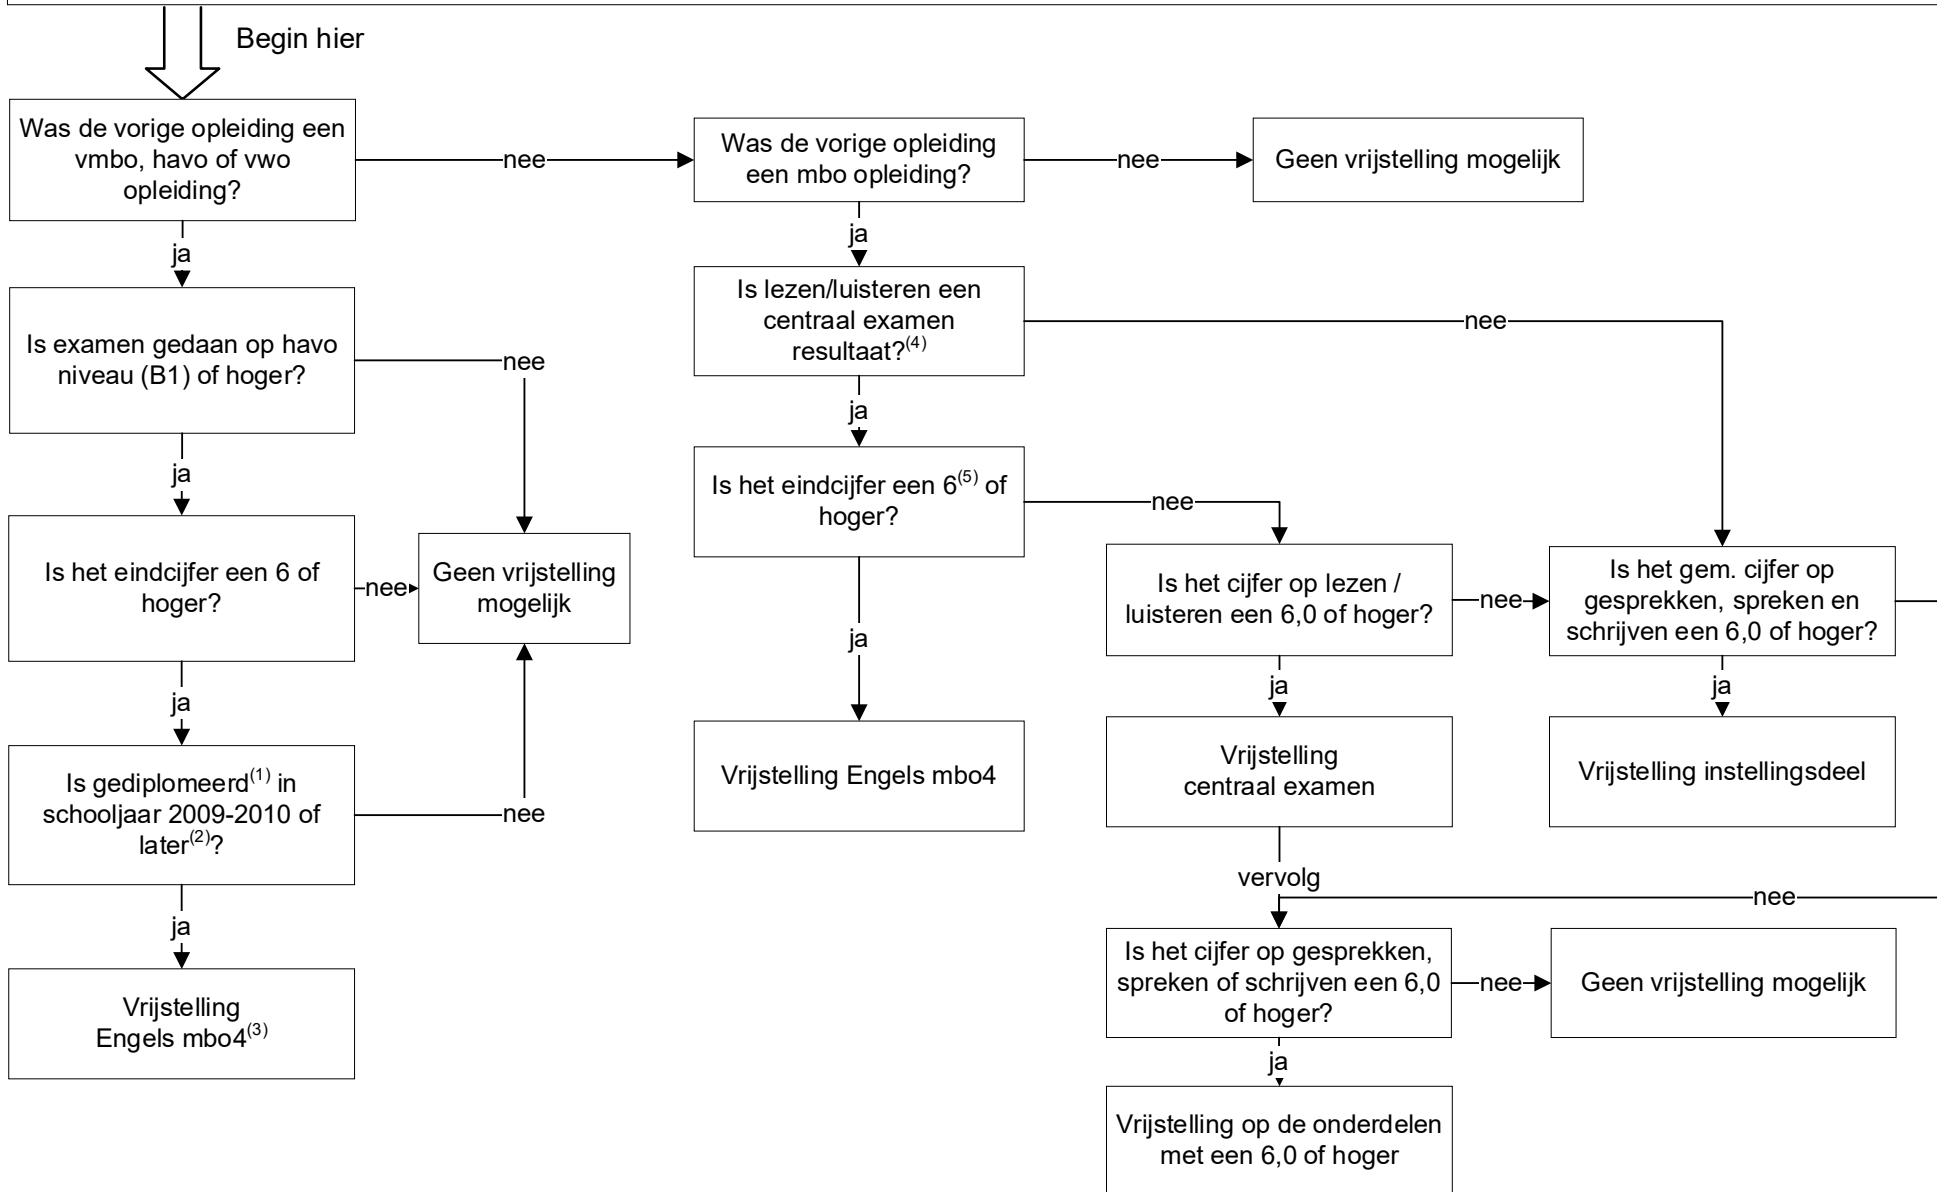 Begin hier
Was de vorige opleiding een
vmbo, havo of vwo
opleiding?
nee
Was de vorige opleiding
een mbo opleiding?
nee
Geen vrijstelling mogelijk
ja
ja
Is examen gedaan op havo
niveau (B1) of hoger?
nee
Is lezen/luisteren een
centraal examen
resultaat?(4)
nee
ja
ja
Is het eindcijfer een 6 of
hoger?
nee
Geen vrijstelling
mogelijk
Is het eindcijfer een 6(5) of
hoger?
nee
Is het cijfer op lezen /
luisteren een 6,0 of hoger?
nee
Is het gem. cijfer op
gesprekken, spreken en
schrijven een 6,0 of hoger?
ja
ja
ja
ja
Is gediplomeerd(1) in
schooljaar 2009-2010 of
later(2)?
nee
Vrijstelling Engels mbo4
Vrijstelling
centraal examen
Vrijstelling instellingsdeel
ja
vervolg
nee
Vrijstelling
Engels mbo4(3)
Is het cijfer op gesprekken,
spreken of schrijven een 6,0
of hoger?
nee
Geen vrijstelling mogelijk
ja
Vrijstelling op de onderdelen
met een 6,0 of hoger